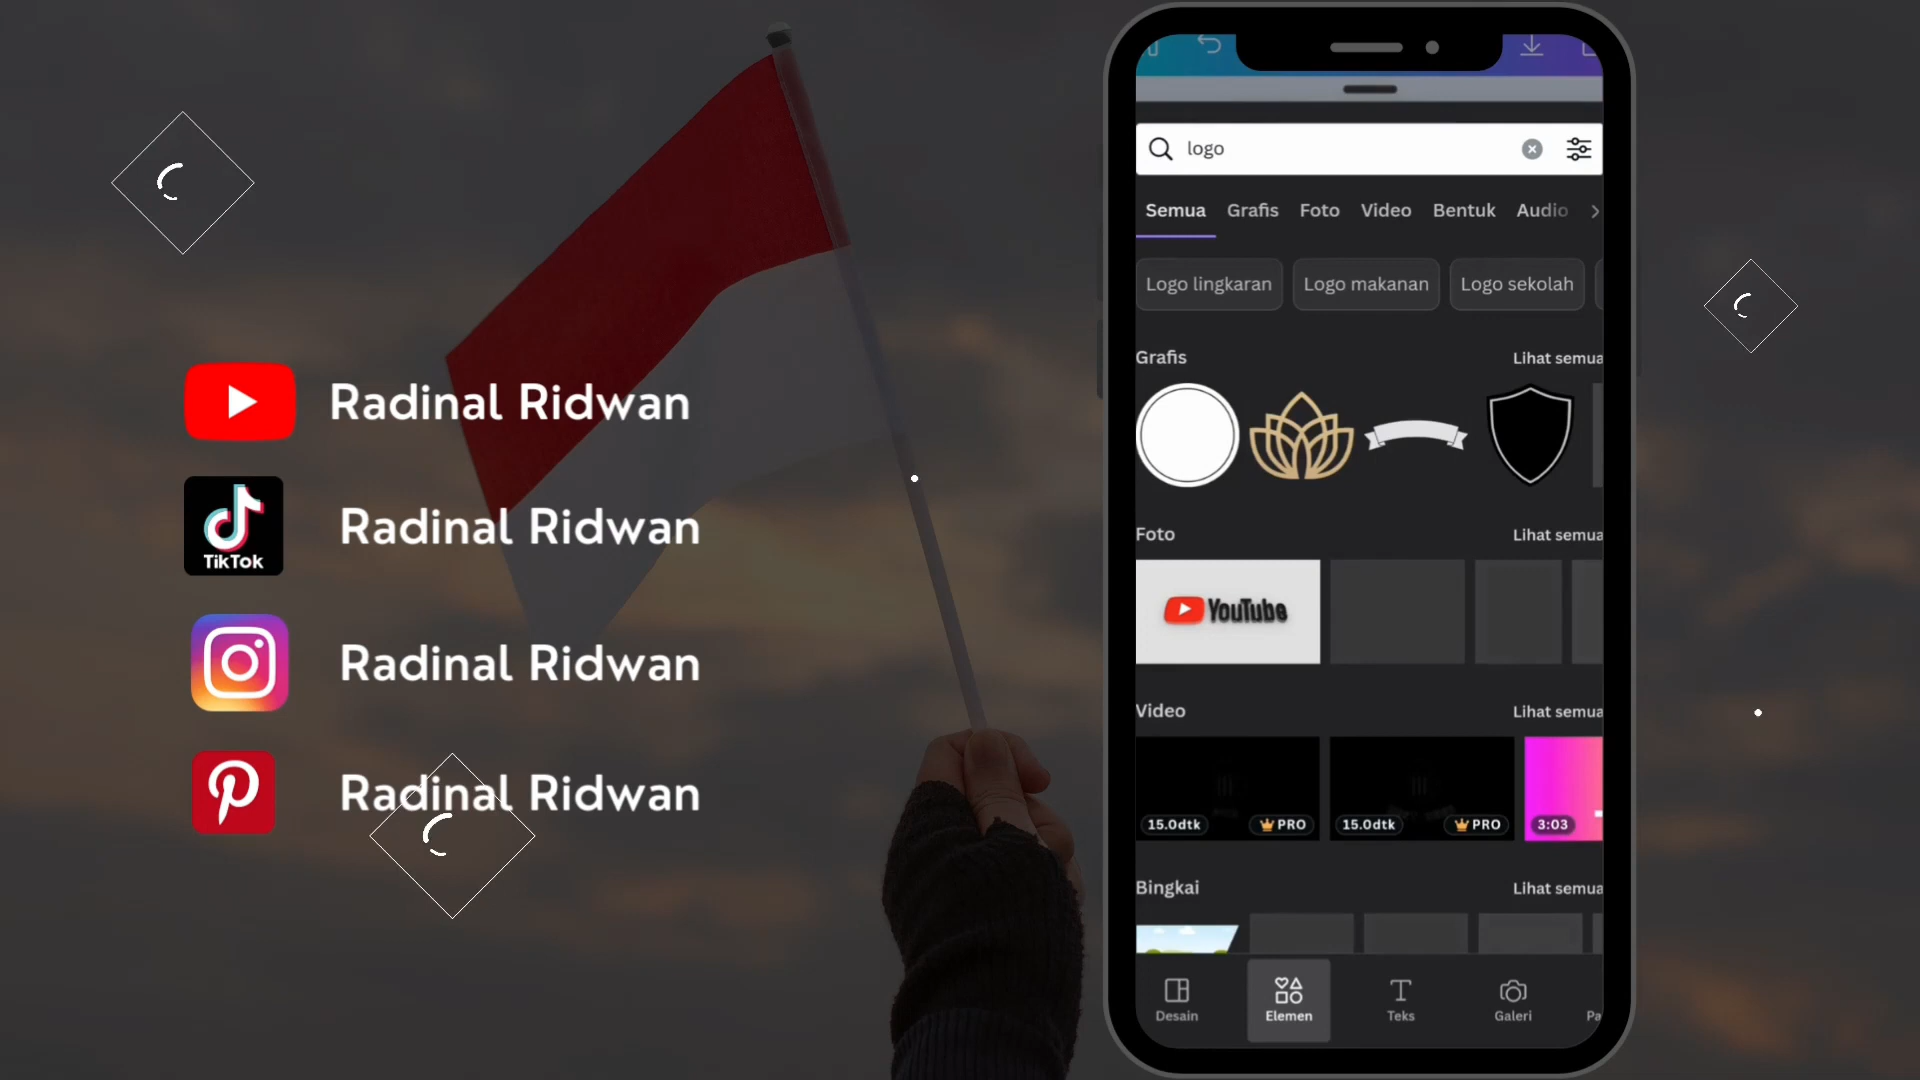 Radinal Ridwan
TikTok
Radinal Ridwan
Radinal Ridwan
Radinal Ridwan
logo
Semua Grafis Foto Video Bentuk Audio
Logo lingkaran Logo makanan Logo sekolah
Grafis Lihat semua
Foto Lihat semua
YouTube
Video Lihat semua
15.0dtk PRO 15.0dtk PRO 3:03
Bingkai Lihat semua
Desain Elemen Teks Galeri Pa